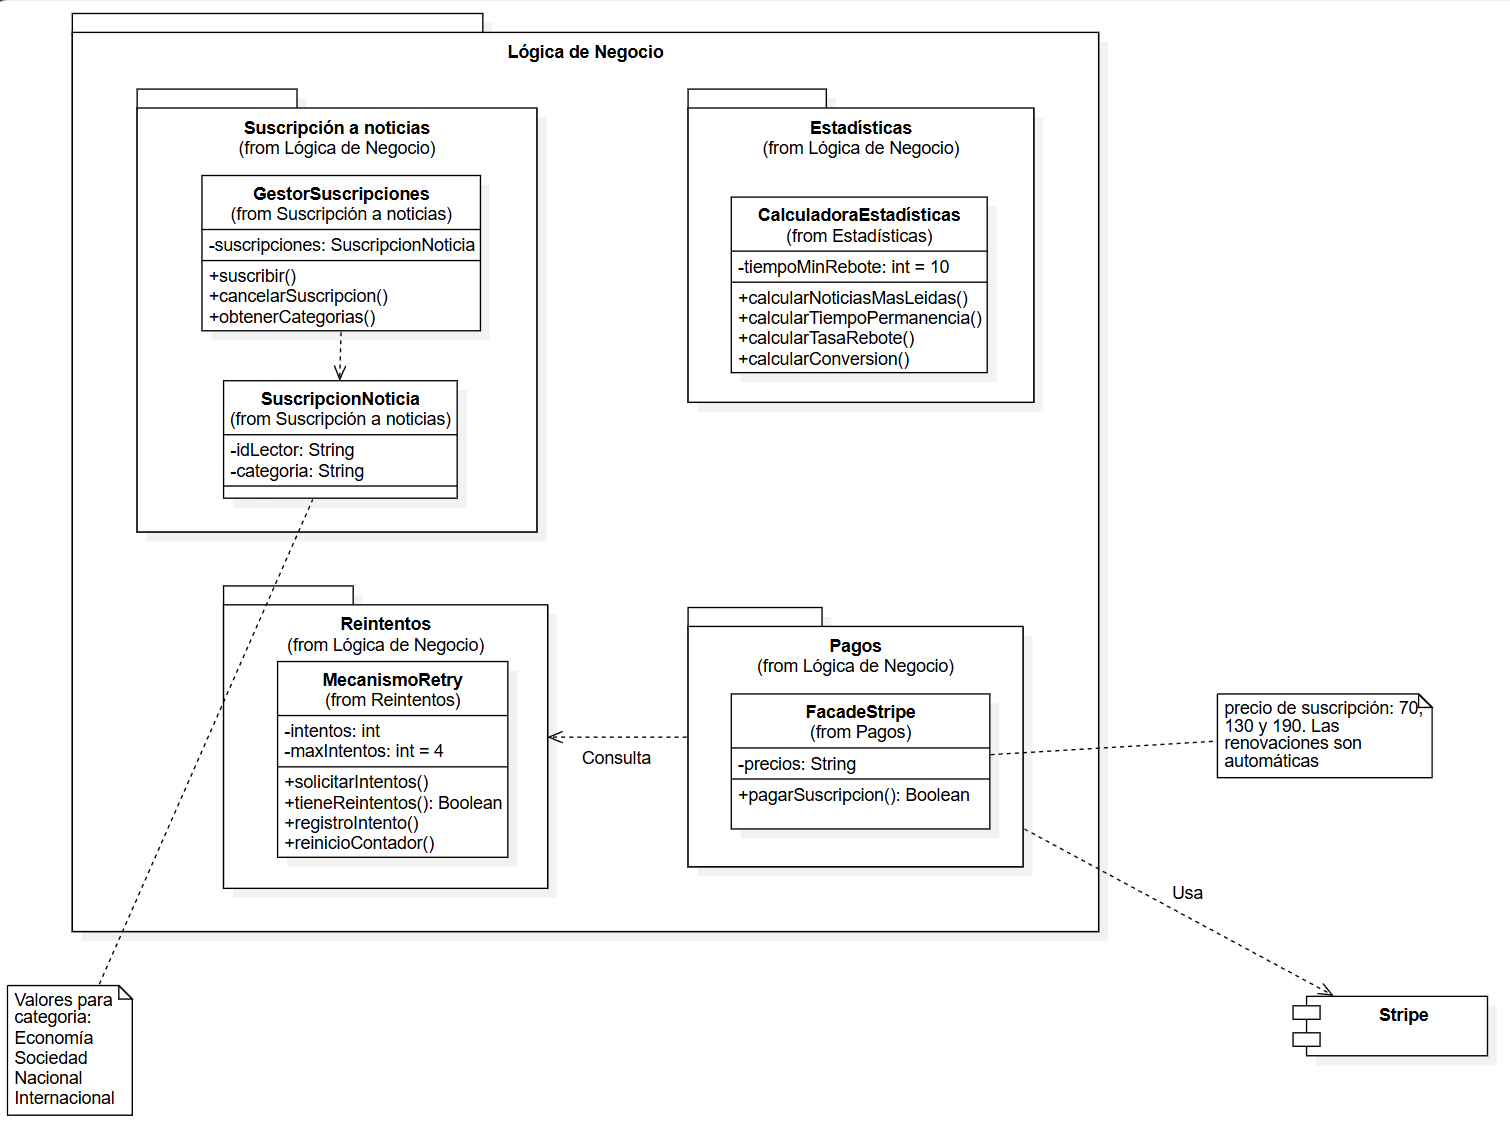 Lógica de Negocio
Suscripción a noticias
(from Lógica de Negocio)
GestorSuscripciones
(from Suscripción a noticias)
-suscripciones: SuscripcionNoticia
+suscribir()
+cancelarSuscripcion()
+obtenerCategorias()
SuscripcionNoticia
(from Suscripción a noticias)
-idLector: String
-categoria: String
Estadísticas
(from Lógica de Negocio)
CalculadoraEstadísticas
(from Estadísticas)
-tiempoMinRebote: int = 10
+calcularNoticiasMasLeidas()
+calcularTiempoPermanencia()
+calcularTasaRebote()
+calcularConversion()
Reintentos
(from Lógica de Negocio)
MecanismoRetry
(from Reintentos)
-intentos: int
-maxIntentos: int = 4
+solicitarIntentos()
+tieneReintentos(): Boolean
+registroIntento()
+reinicioContador()
Consulta
Pagos
(from Lógica de Negocio)
FacadeStripe
(from Pagos)
-precios: String
+pagarSuscripcion(): Boolean
precio de suscripción: 70,
130 y 190. Las
renovaciones son
automáticas
Usa
Stripe
Valores para
categoria:
Economía
Sociedad
Nacional
Internacional